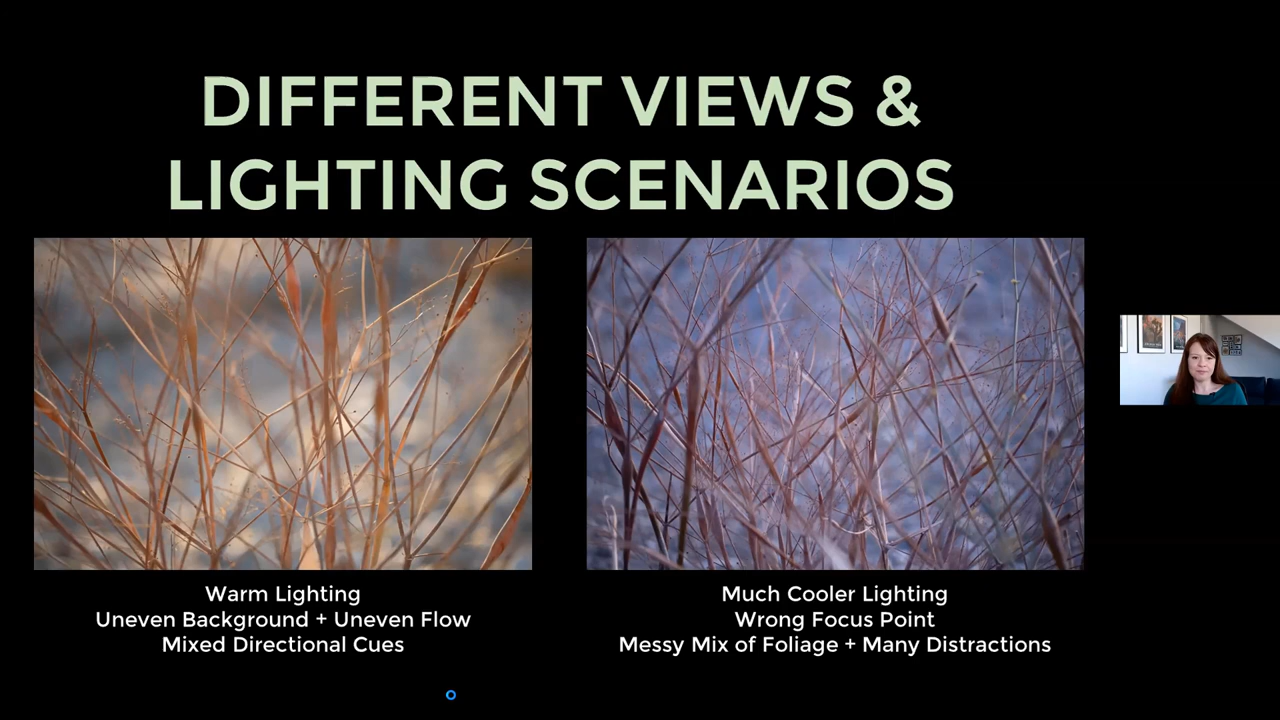 DIFFERENT VIEWS &
LIGHTING SCENARIOS
Warm Lighting
Uneven Background + Uneven Flow
Mixed Directional Cues
Much Cooler Lighting
Wrong Focus Point
Messy Mix of Foliage + Many Distractions